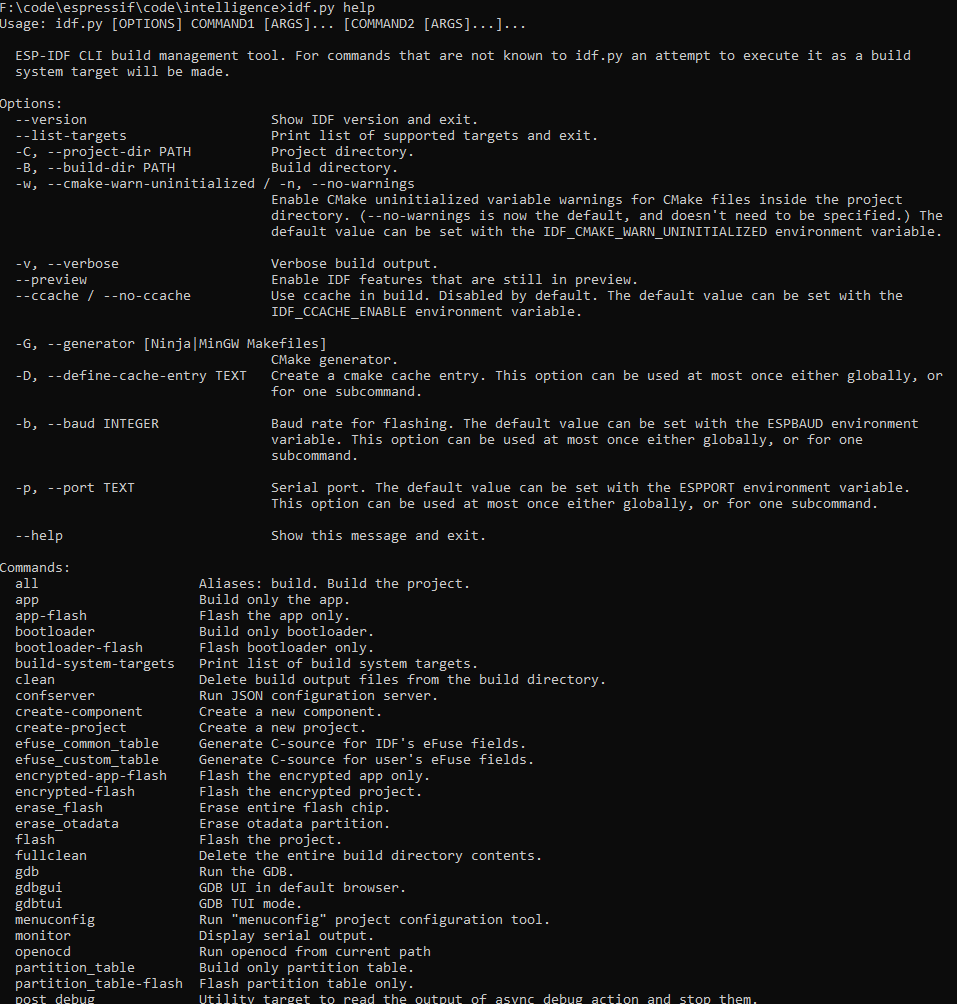 F:\code\espressif\code\intelligence>idf.py help
Usage: idf.py [OPTIONS] COMMAND1 [ARGS]... [COMMAND2 [ARGS]...]...
ESP-IDF CLI build management tool. For commands that are not known to idf.py an attempt to execute it as a build
system target will be made.
Options:
--version Show IDF version and exit.
--list-targets Print list of supported targets and exit.
-C, --project-dir PATH Project directory.
-B, --build-dir PATH Build directory.
-w, --cmake-warn-uninitialized / -n, --no-warnings
Enable CMake uninitialized variable warnings for CMake files inside the project
directory. (--no-warnings is now the default, and doesn't need to be specified.) The
default value can be set with the IDF_CMAKE_WARN_UNINITIALIZED environment variable.
-v, --verbose Verbose build output.
--preview Enable IDF features that are still in preview.
--ccache / --no-ccache Use ccache in build. Disabled by default. The default value can be set with the
IDF_CCACHE_ENABLE environment variable.
-G, --generator [Ninja|MinGW Makefiles]
CMake generator.
-D, --define-cache-entry TEXT Create a cmake cache entry. This option can be used at most once either globally, or
for one subcommand.
-b, --baud INTEGER Baud rate for flashing. The default value can be set with the ESPBAUD environment
variable. This option can be used at most once either globally, or for one
subcommand.
-p, --port TEXT Serial port. The default value can be set with the ESPPORT environment variable.
This option can be used at most once either globally, or for one subcommand.
--help Show this message and exit.
Commands:
all Aliases: build. Build the project.
app Build only the app.
app-flash Flash the app only.
bootloader Build only bootloader.
bootloader-flash Flash bootloader only.
build-system-targets Print list of build system targets.
clean Delete build output files from the build directory.
confserver Run JSON configuration server.
create-component Create a new component.
create-project Create a new project.
efuse_common_table Generate C-source for IDF's eFuse fields.
efuse_custom_table Generate C-source for user's eFuse fields.
encrypted-app-flash Flash the encrypted app only.
encrypted-flash Flash the encrypted project.
erase_flash Erase entire flash chip.
erase_otadata Erase otadata partition.
flash Flash the project.
fullclean Delete the entire build directory contents.
gdb Run the GDB.
gdbgui GDB UI in default browser.
gdbtui GDB TUI mode.
menuconfig Run "menuconfig" project configuration tool.
monitor Display serial output.
openocd Run openocd from current path
partition_table Build only partition table.
partition_table-flash Flash partition table only.
post_debug Utility target to read the output of async debug action and stop them.